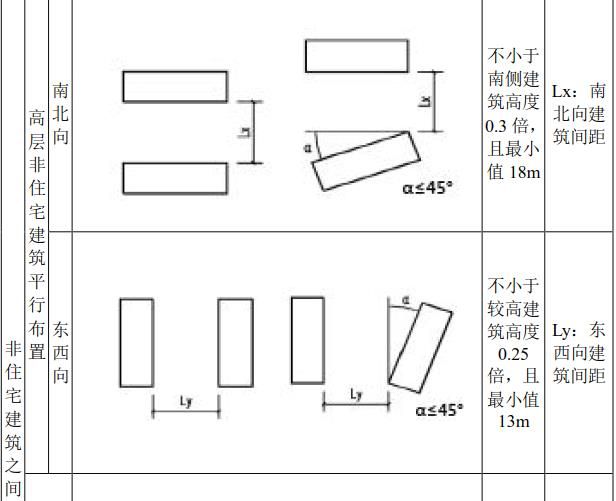 非住宅建筑之间
高层非住宅建筑平行布置
南北向
Lx
Lx
α
α≤45°
不小于
南侧建
筑高度
0.3 倍，
且最小
值 18m
Lx：南
北向建
筑间距
东西向
Ly
Ly
α
α≤45°
不小于
较高建
筑高度
0.25
倍，且
最小值
13m
Ly：东
西向建
筑间距